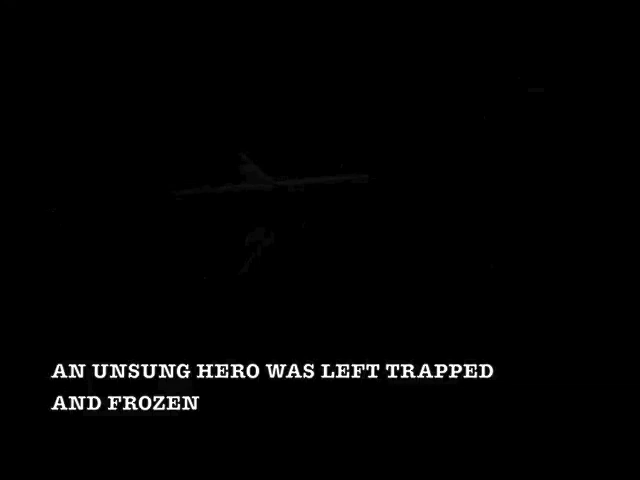 AN UNSUNG HERO WAS LEFT TRAPPED
AND FROZEN